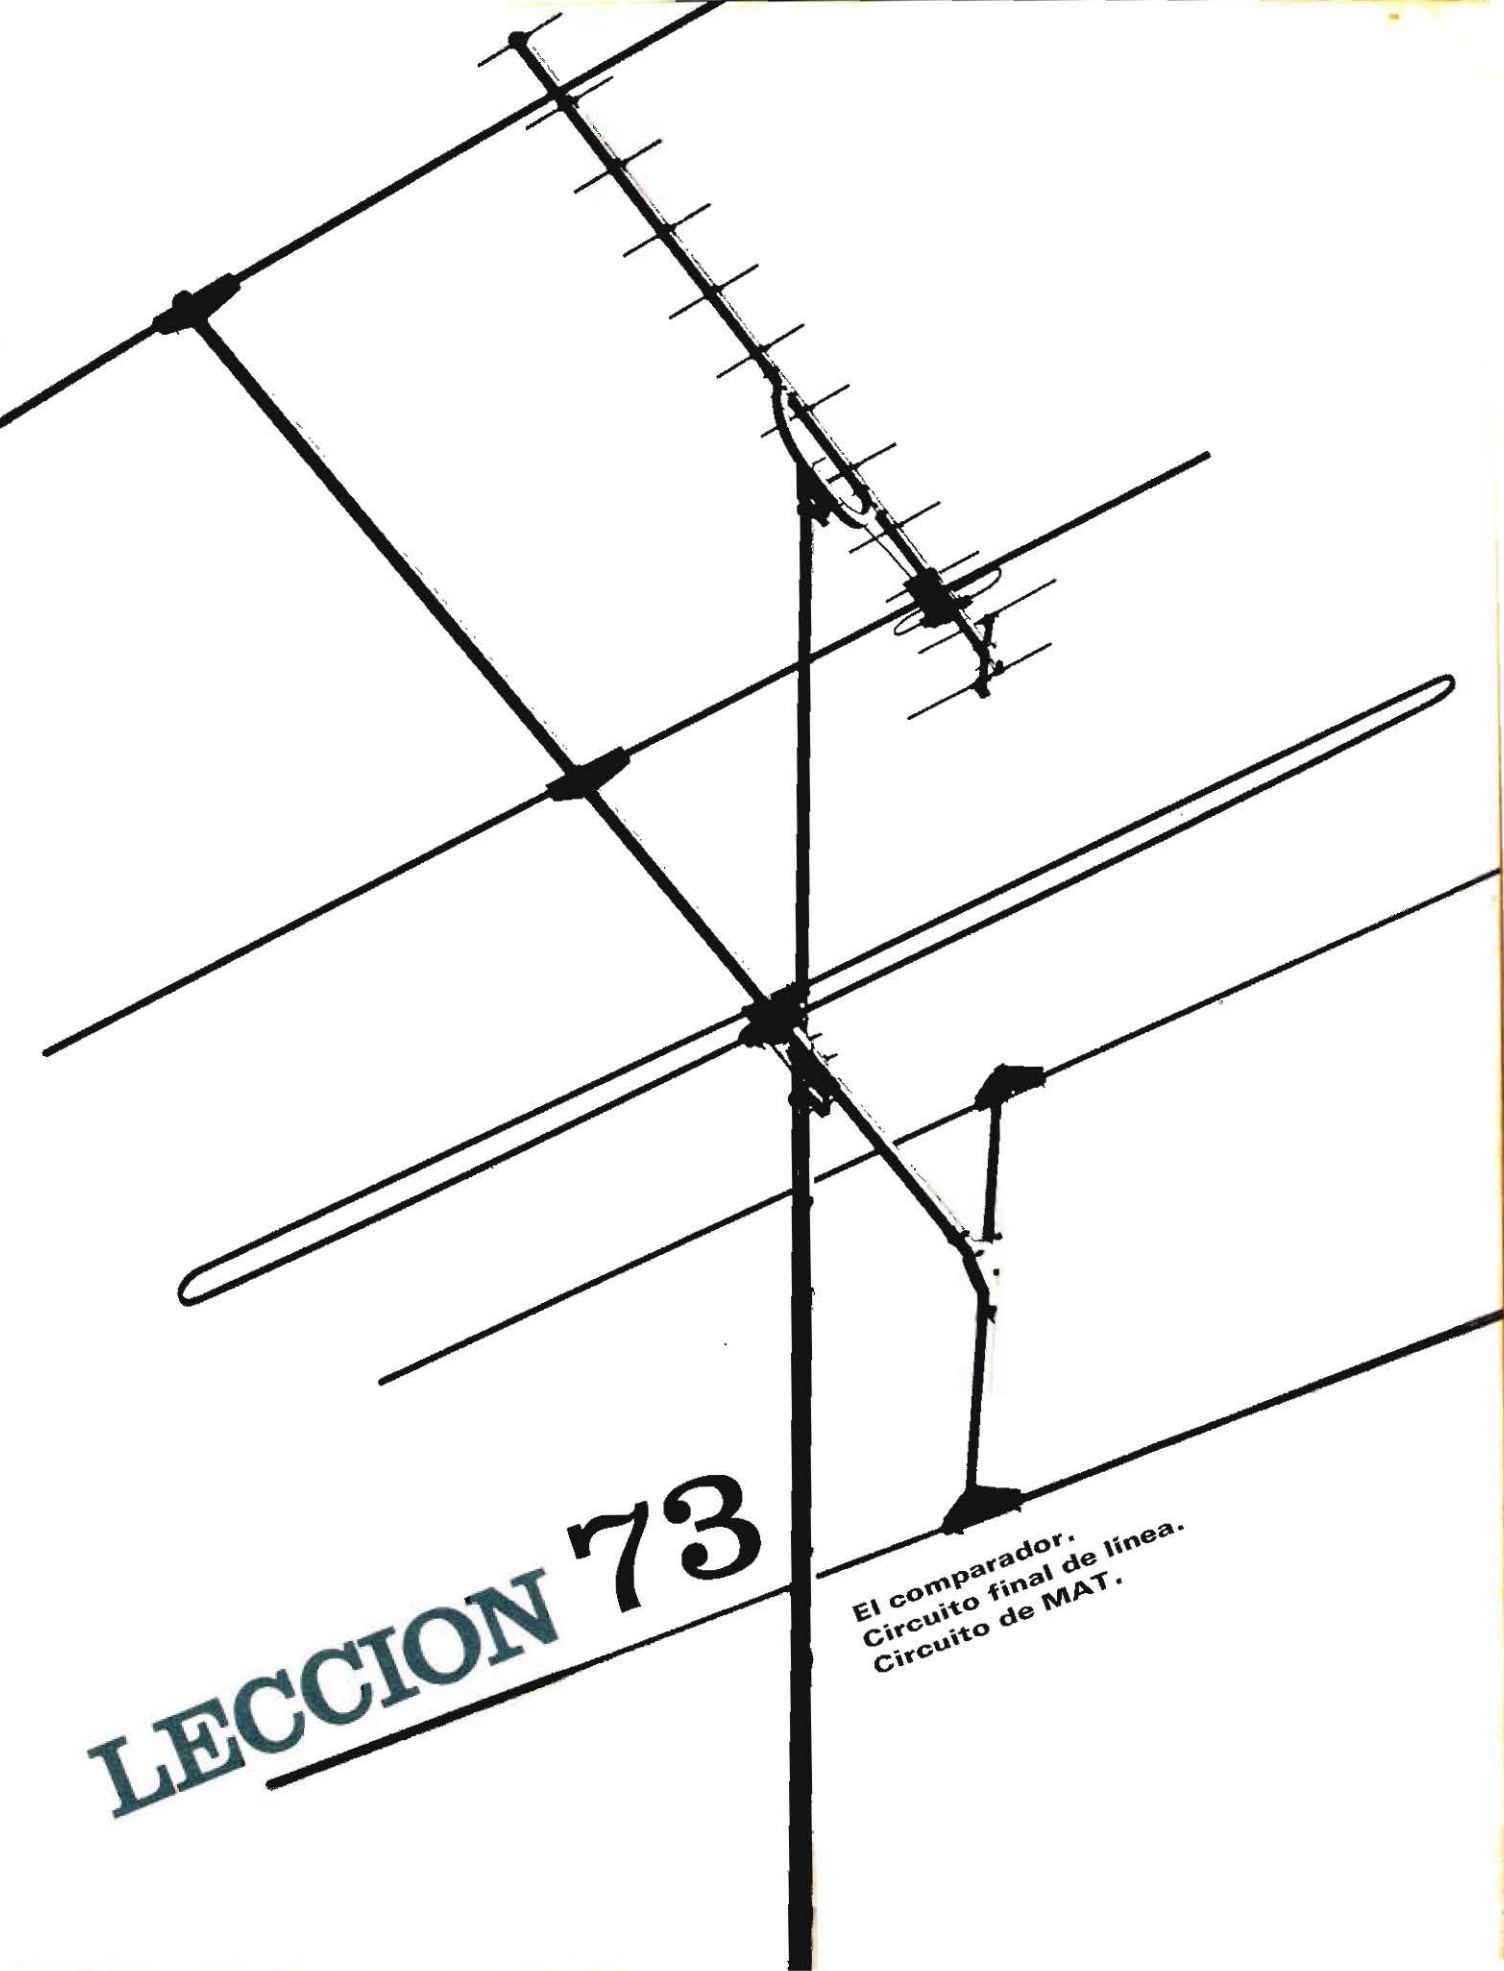 LECCION 73
El comparador.
Circuito final de línea.
Circuito de MAT.